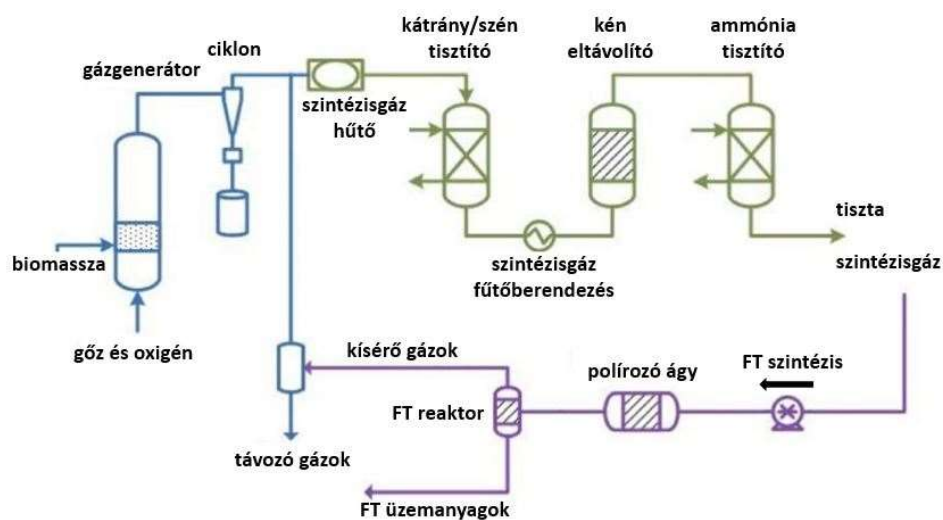 kátrány/szén
tisztító
kén
eltávolító
ammónia
tisztító
ciklon
gázgenerátor
szintézisgáz
hűtő
tiszta
szintézisgáz
biomassza
szintézisgáz
fűtőberendezés
gőz és oxigén
kísérő gázok
polírozó ágy
FT szintézis
FT reaktor
távozó gázok
FT üzemanyagok